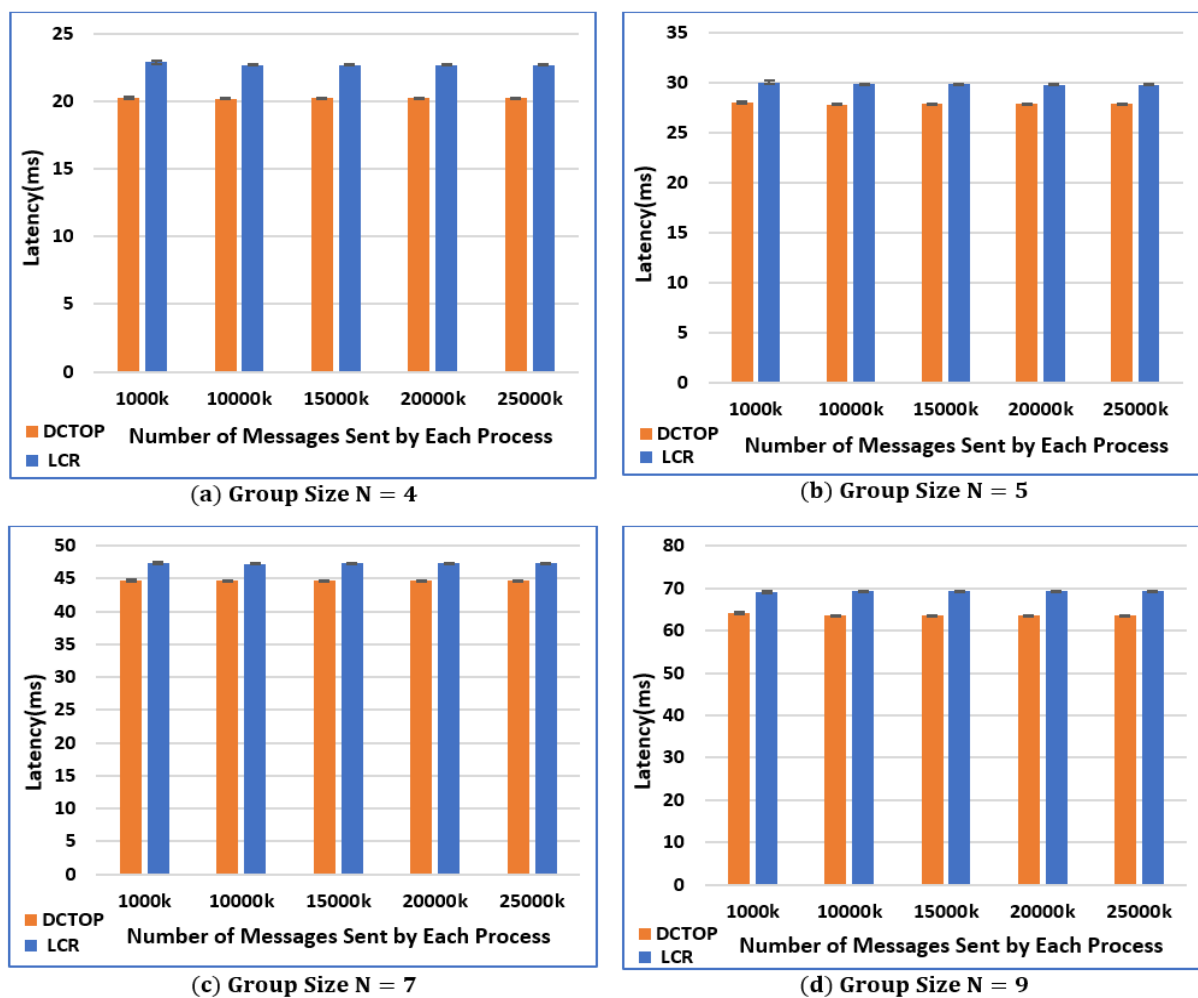 25
20
15
10
5
0
Latency(ms)
1000k 10000k 15000k 20000k 25000k
DCTOP
LCR
Number of Messages Sent by Each Process
(a) Group Size N = 4
35
30
25
20
15
10
5
0
Latency(ms)
1000k 10000k 15000k 20000k 25000k
DCTOP
LCR
Number of Messages Sent by Each Process
(b) Group Size N = 5
50
45
40
35
30
25
20
15
10
5
0
Latency(ms)
1000k 10000k 15000k 20000k 25000k
DCTOP
LCR
Number of Messages Sent by Each Process
(c) Group Size N = 7
80
70
60
50
40
30
20
10
0
Latency(ms)
1000k 10000k 15000k 20000k 25000k
DCTOP
LCR
Number of Messages Sent by Each Process
(d) Group Size N = 9